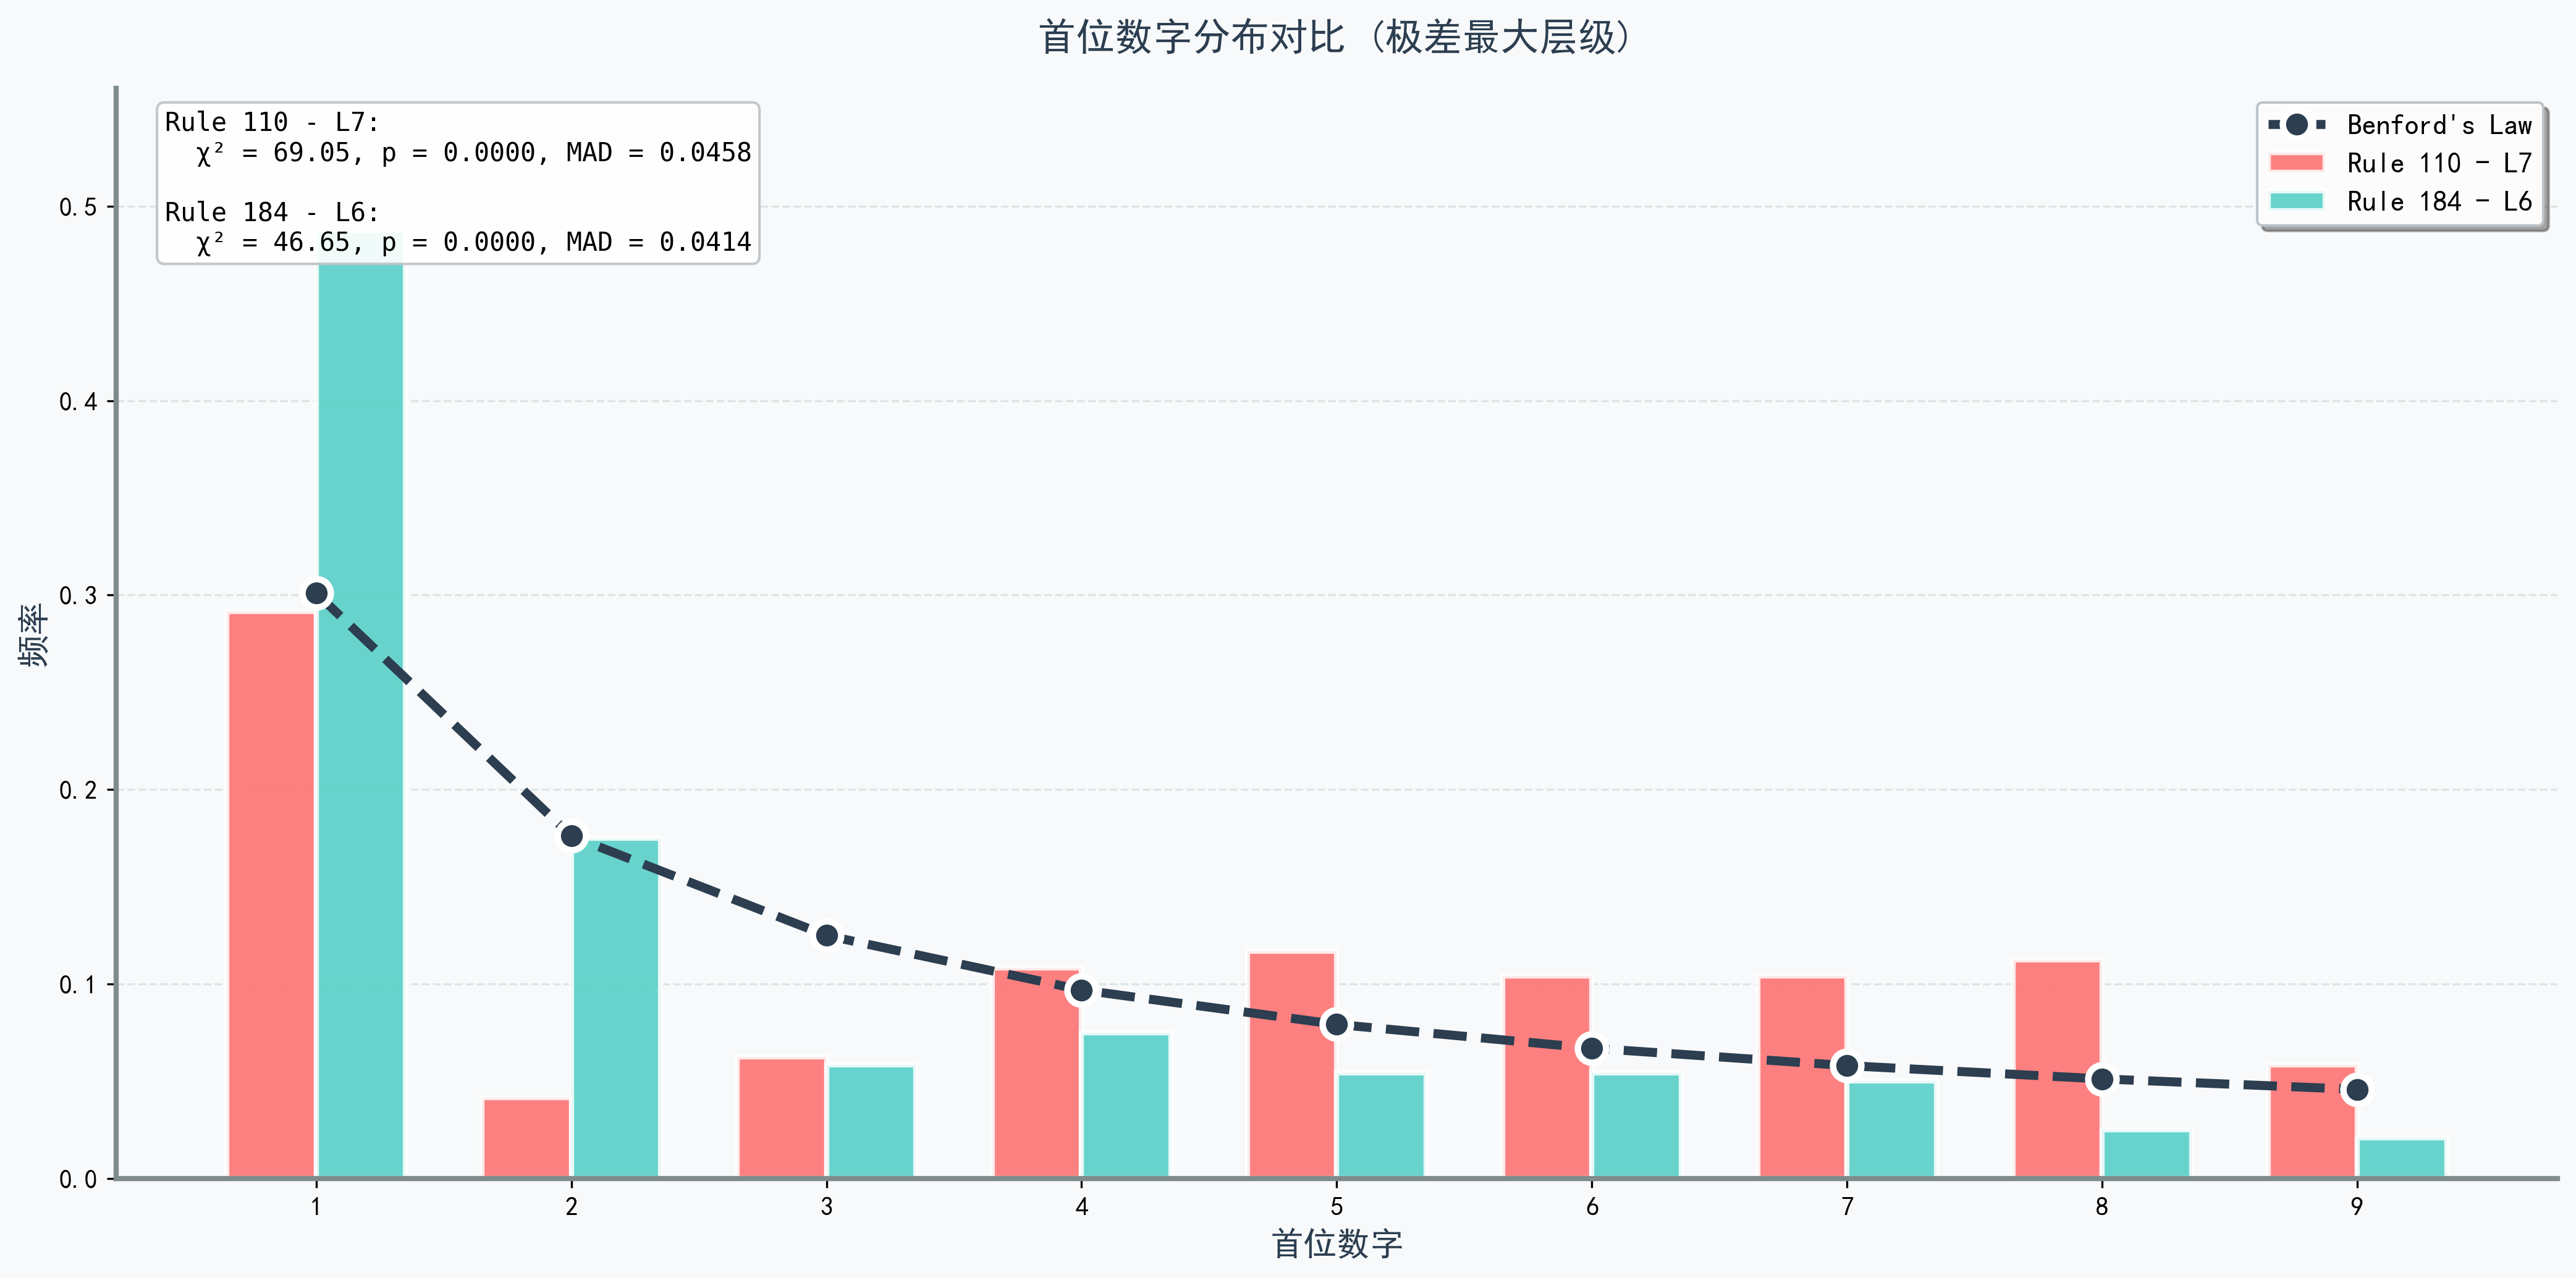 首位数字分布对比 (极差最大层级)
Rule 110 - L7:
χ² = 69.05, p = 0.0000, MAD = 0.0458
Rule 184 - L6:
χ² = 46.65, p = 0.0000, MAD = 0.0414
Benford's Law
Rule 110 - L7
Rule 184 - L6
频率
0.5
0.4
0.3
0.2
0.1
0.0
1 2 3 4 5 6 7 8 9
首位数字